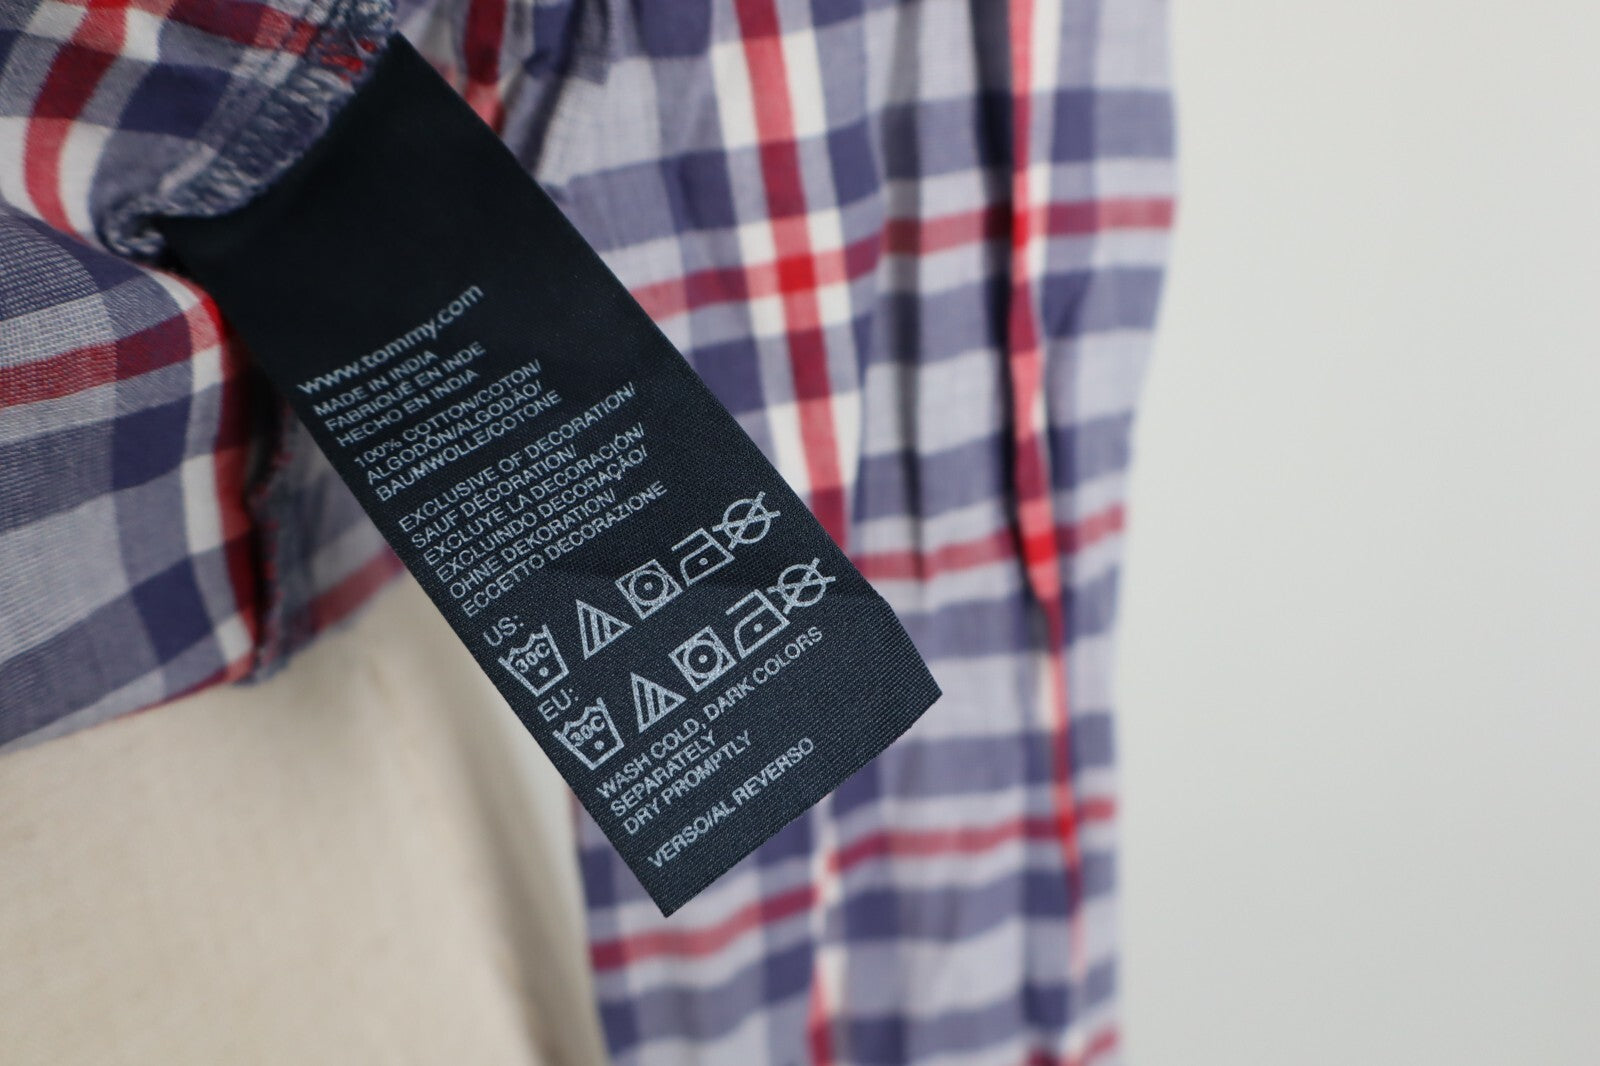 www.tommy.com
MADE IN INDIA
FABRIQUÉ EN INDE
HECHO EN INDIA
100% COTTON/COTON/
ALGODÓN/ALGODÃO/
BAUMWOLLE/COTONE
EXCLUSIVE OF DECORATION/
SAUF DÉCORATION/
EXCLUYE LA DECORACIÓN/
EXCLUINDO DECORAÇÃO/
OHNE DEKORATION/
ECCETTO DECORAZIONE
US:
30C
EU:
30C
WASH COLD, DARK COLORS
SEPARATELY
DRY PROMPTLY
VERSO/AL REVERSO